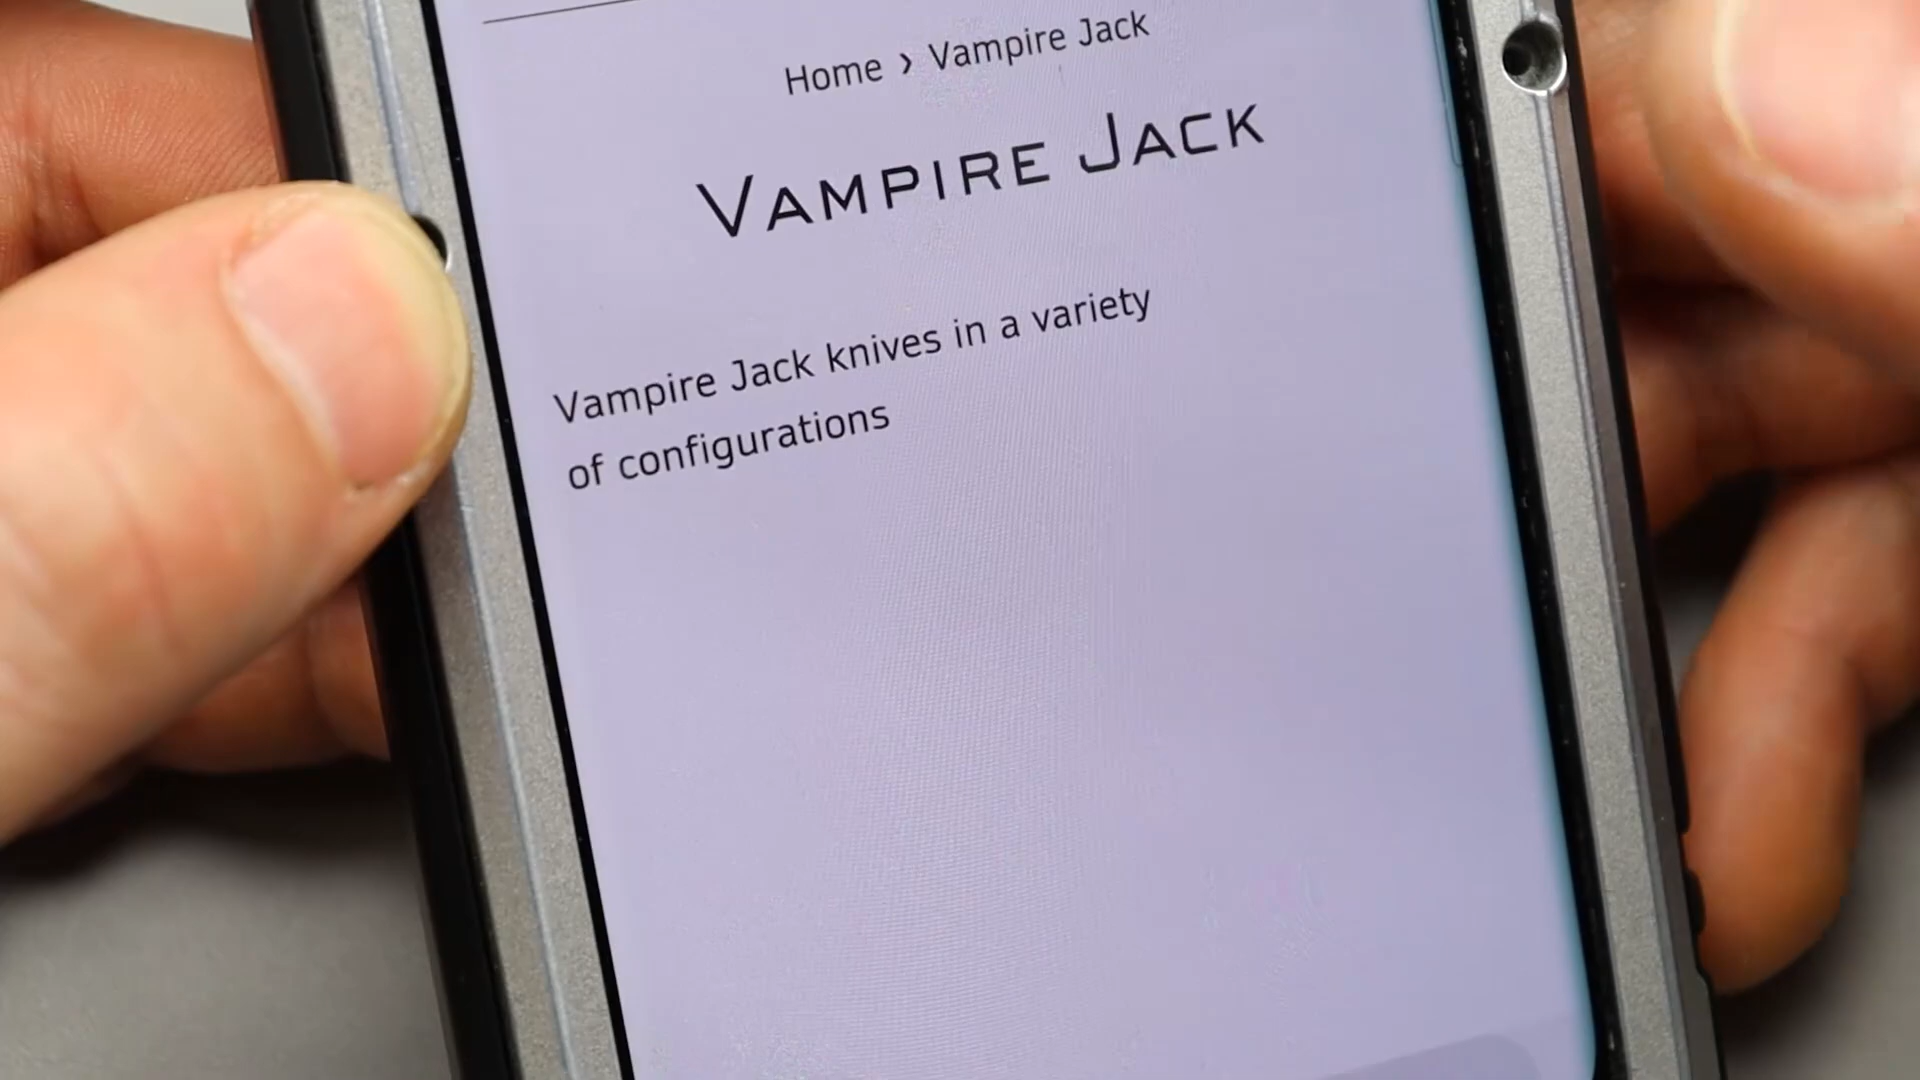 Home › Vampire Jack
Vampire Jack
Vampire Jack knives in a variety
of configurations